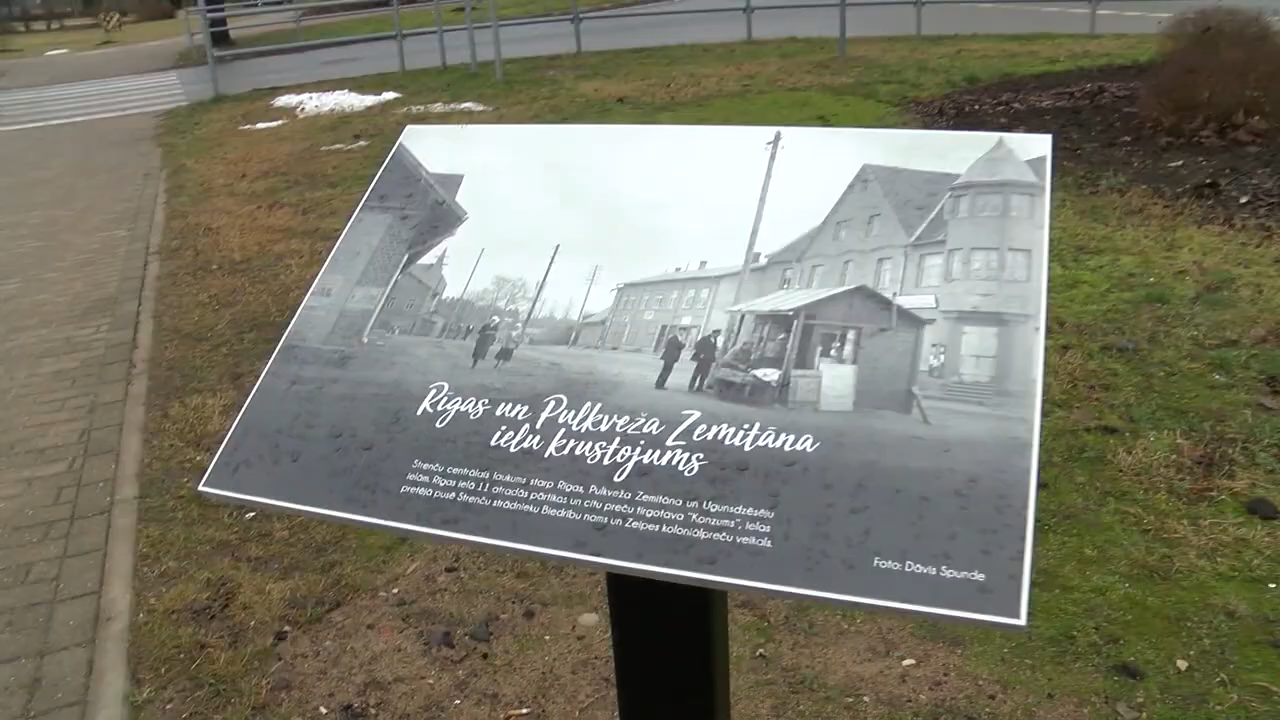 Rīgas un Pulkveža Zemitāna
ielu krustojums
Strenču centrālais laukums starp Rīgas, Pulkveža Zemitāna un Ugunsdzēsēju
ielām. Rīgas ielā 11 atradās pārtikas un citu preču tirgotava "Konzums", ielas
pretējā pusē Strenču strādnieku Biedrību nams un Zelpes koloniālpreču veikals.
Foto: Dāvis Spunde